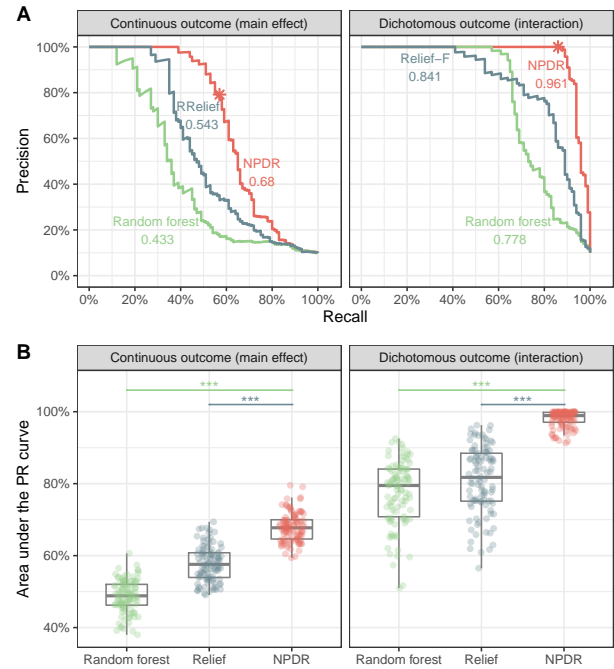 A
Continuous outcome (main effect)
Dichotomous outcome (interaction)
Precision
100%
80%
60%
40%
20%
0%
RRelief
0.543
NPDR
0.68
Random forest
0.433
Relief−F
0.841
NPDR
0.961
Random forest
0.778
0% 20% 40% 60% 80% 100%
0% 20% 40% 60% 80% 100%
Recall
B
Continuous outcome (main effect)
Dichotomous outcome (interaction)
Area under the PR curve
*** ***
*** ***
100%
80%
60%
40%
Random forest Relief NPDR
Random forest Relief NPDR